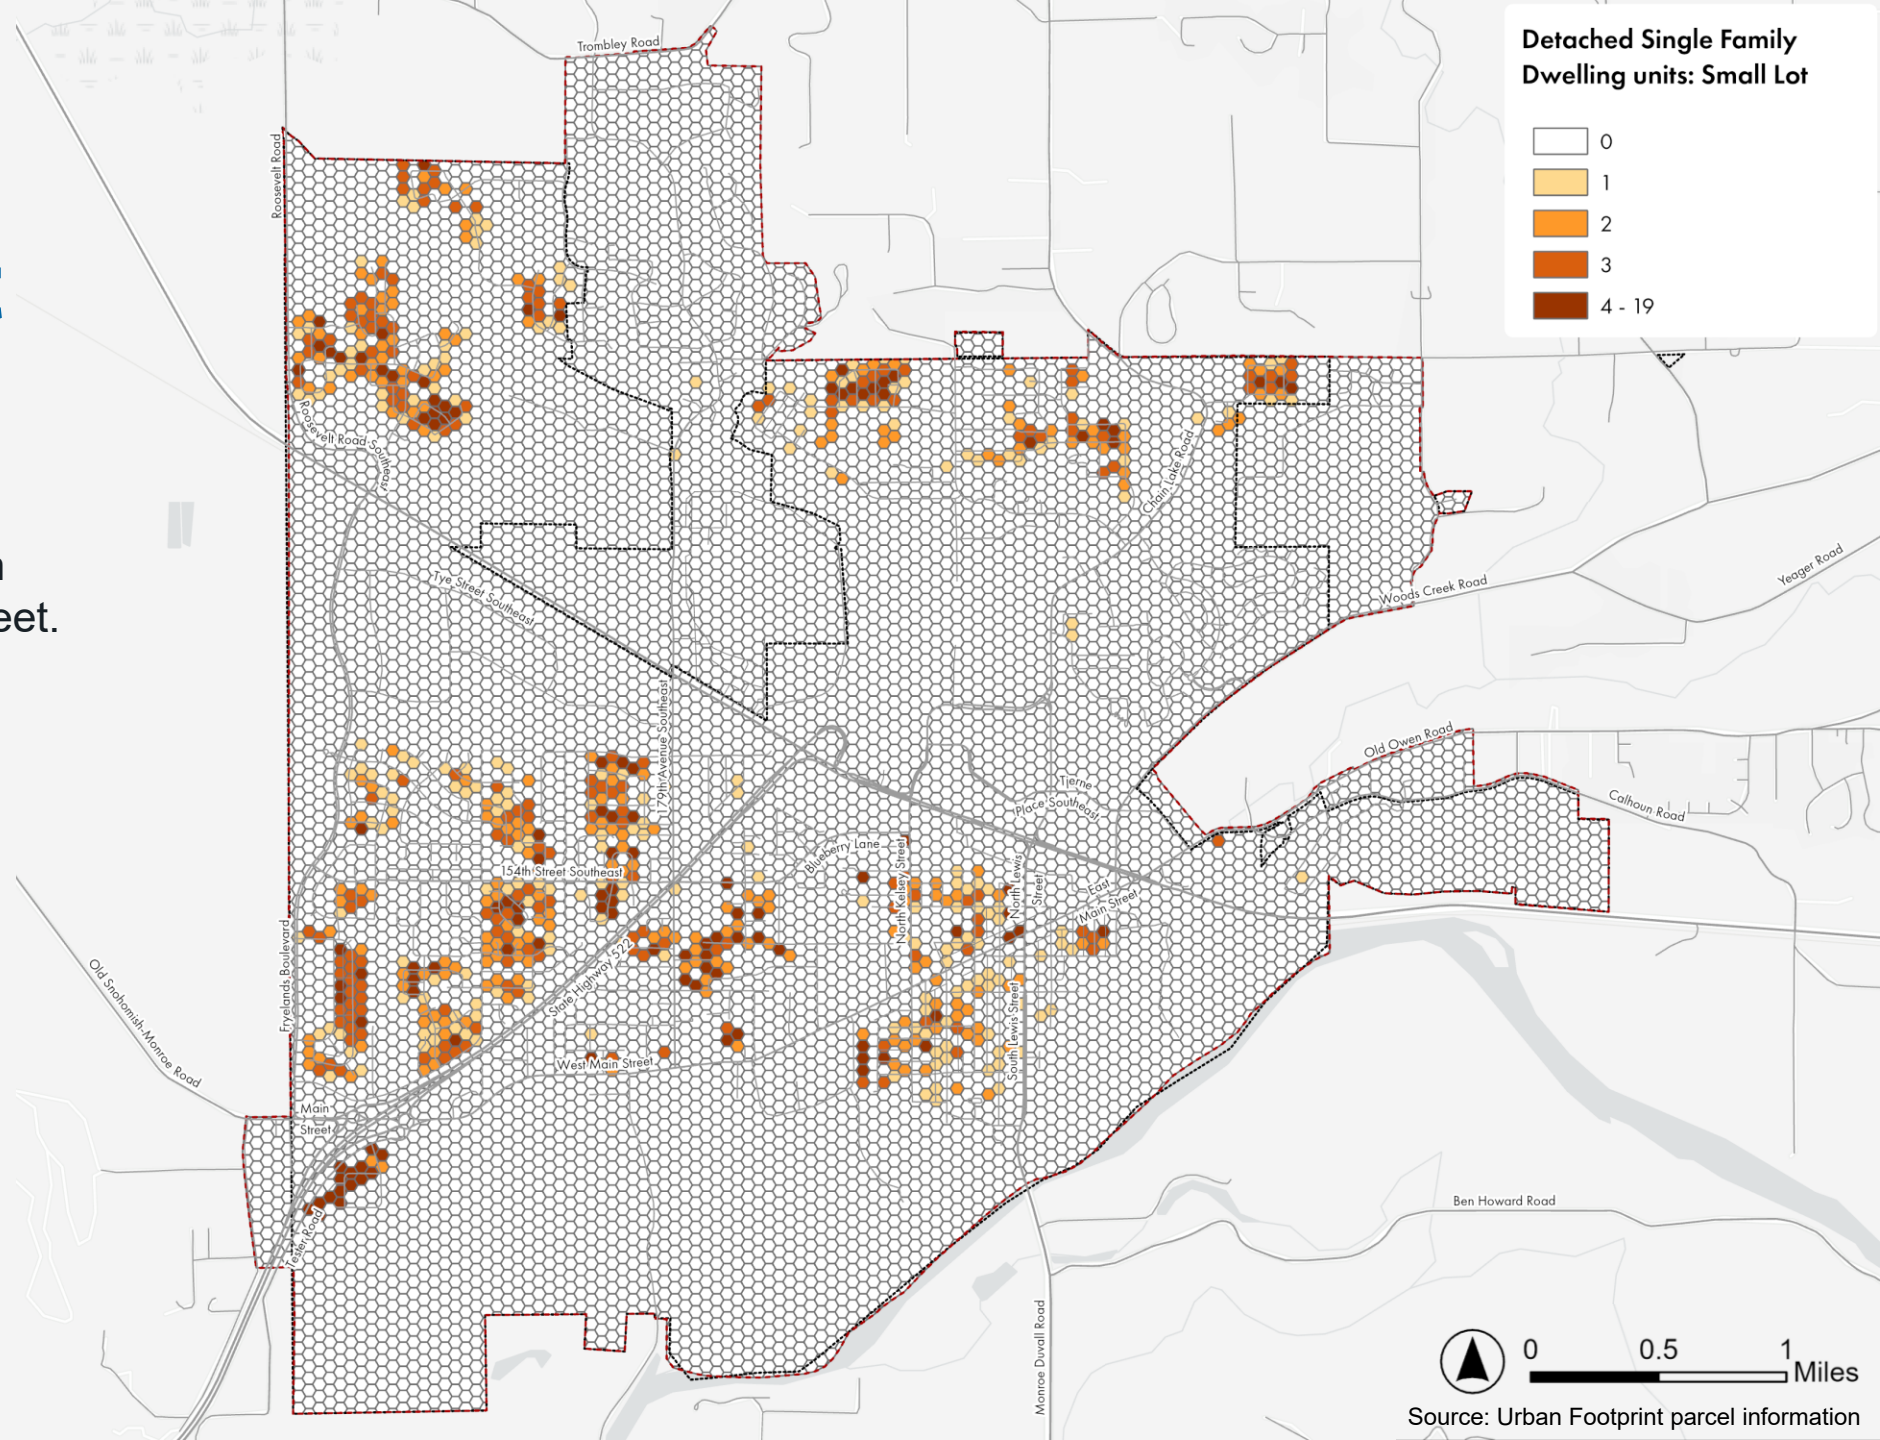 Detached Single Family
Dwelling units: Small Lot
0
1
2
3
4 - 19
Trombley Road
Roosevelt Road
Roosevelt Road Southeast
eet.
Tye Street Southeast
Chain Lake Road
Woods Creek Road
Yeager Road
179th Avenue Southeast
Old Owen Road
Calhoun Road
Tjerne
Place Southeast
Blueberry Lane
154th Street Southeast
North Kelsey Street
North Lewis
Street
East
Main Street
State Highway 522
Fryelands Boulevard
Old Snohomish-Monroe Road
South Lewis Street
West Main Street
Main
Street
Tester Road
Ben Howard Road
Monroe Duvall Road
0 0.5 1
Miles
Source: Urban Footprint parcel information